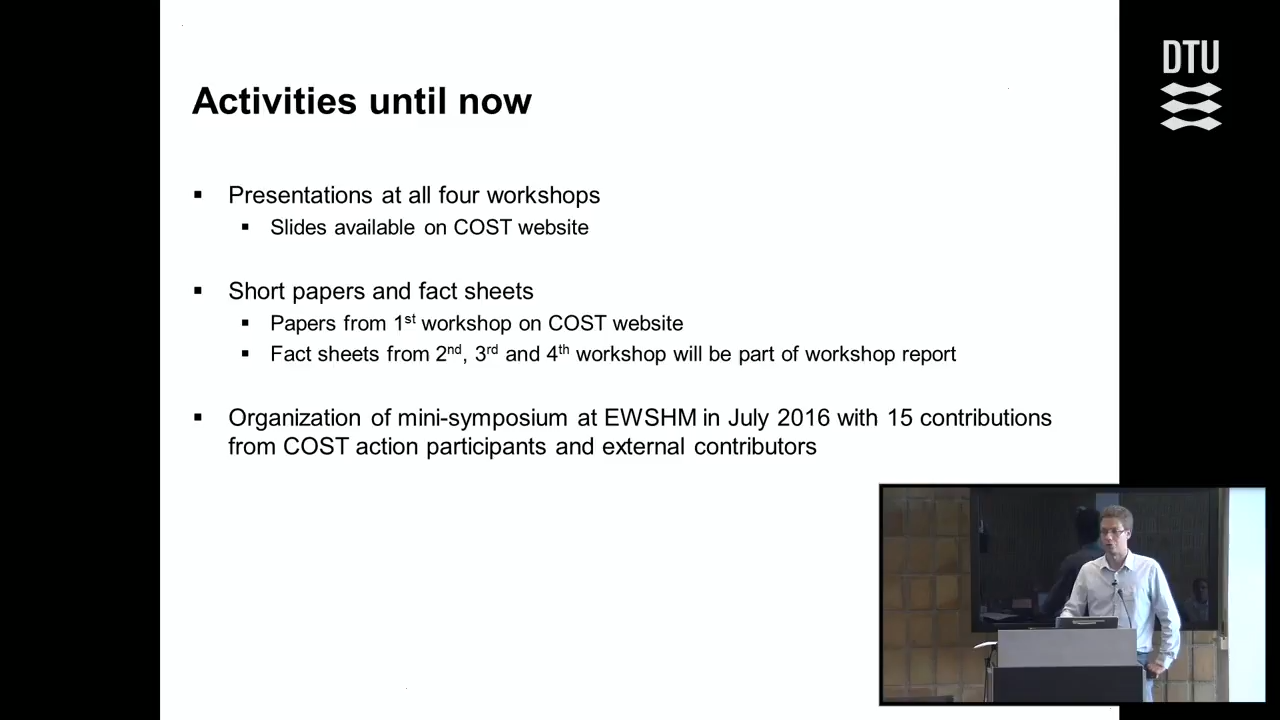 Activities until now
DTU
▪ Presentations at all four workshops
▪ Slides available on COST website
▪ Short papers and fact sheets
▪ Papers from 1st workshop on COST website
▪ Fact sheets from 2nd, 3rd and 4th workshop will be part of workshop report
▪ Organization of mini-symposium at EWSHM in July 2016 with 15 contributions
from COST action participants and external contributors